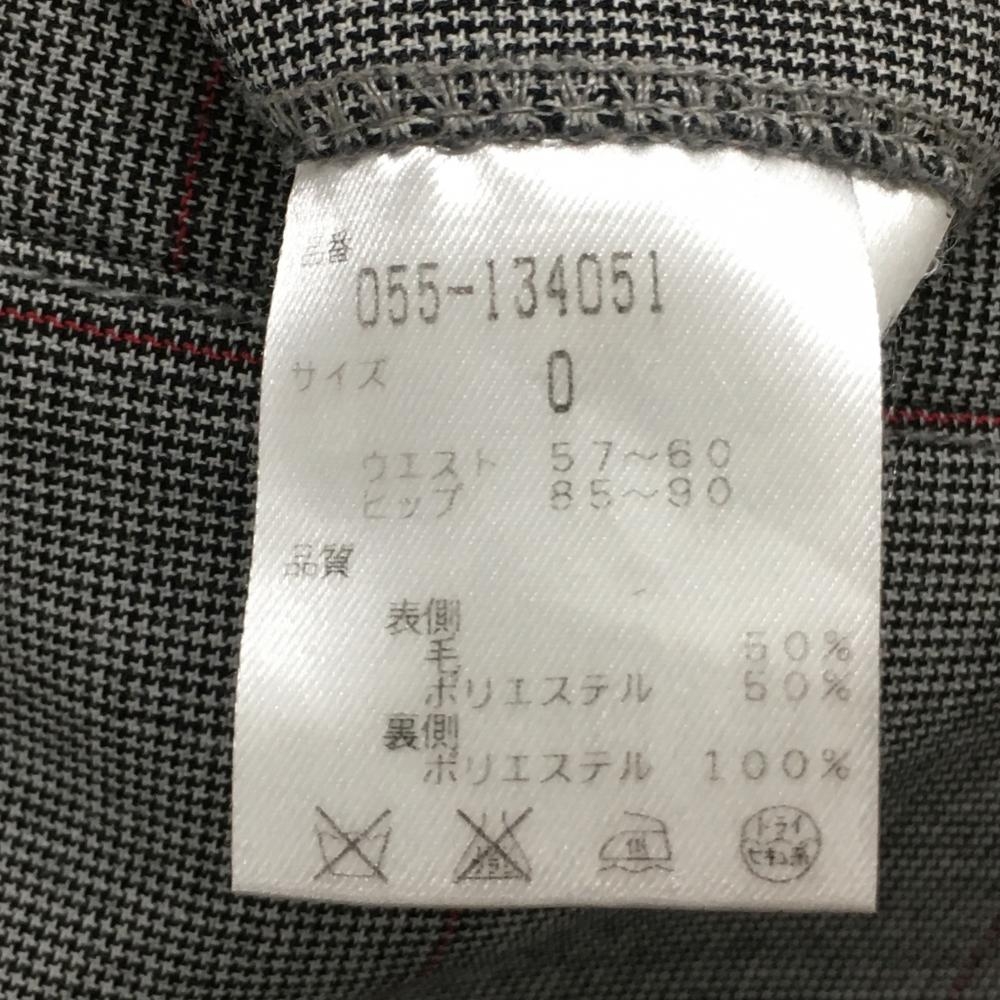 品番
055-134051
サイズ 0
ウエスト 57～60
ヒップ 85～90
品質
表側
毛 50%
ポリエステル 50%
裏側
ポリエステル 100%
低
ドライ
セキユ系